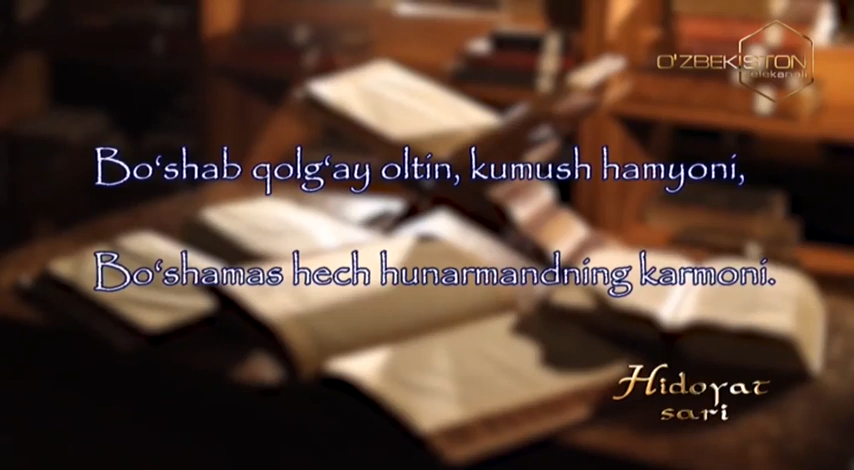 O'ZBEKISTON
telekanali
Bo‘shab qolg‘ay oltin, kumush hamyoni,
Bo‘shamas hech hunarmandning karmoni.
Hidoyat
sari